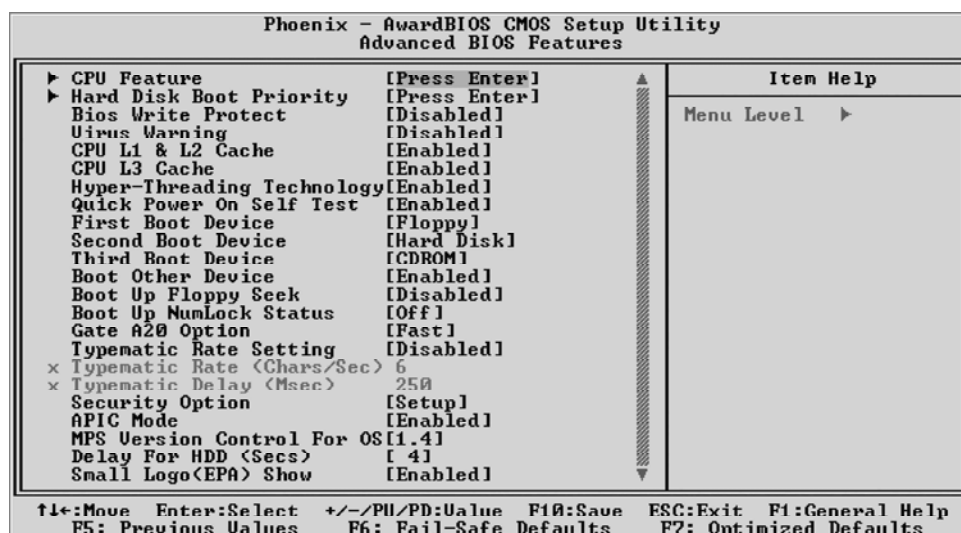 Phoenix - AwardBIOS CMOS Setup Utility
Advanced BIOS Features
► CPU Feature [Press Enter]
► Hard Disk Boot Priority [Press Enter]
Bios Write Protect [Disabled]
Virus Warning [Disabled]
CPU L1 & L2 Cache [Enabled]
CPU L3 Cache [Enabled]
Hyper-Threading Technology[Enabled]
Quick Power On Self Test [Enabled]
First Boot Device [Floppy]
Second Boot Device [Hard Disk]
Third Boot Device [CDROM]
Boot Other Device [Enabled]
Boot Up Floppy Seek [Disabled]
Boot Up NumLock Status [Off]
Gate A20 Option [Fast]
Typematic Rate Setting [Disabled]
x Typematic Rate (Chars/Sec) 6
x Typematic Delay (Msec) 250
Security Option [Setup]
APIC Mode [Enabled]
MPS Version Control For OS[1.4]
Delay For HDD (Secs) [ 4]
Small Logo(EPA) Show [Enabled]
Item Help
Menu Level ►
↑↓←:Move Enter:Select +/-/PU/PD:Value F10:Save ESC:Exit F1:General Help
F5: Previous Values F6: Fail-Safe Defaults F7: Optimized Defaults